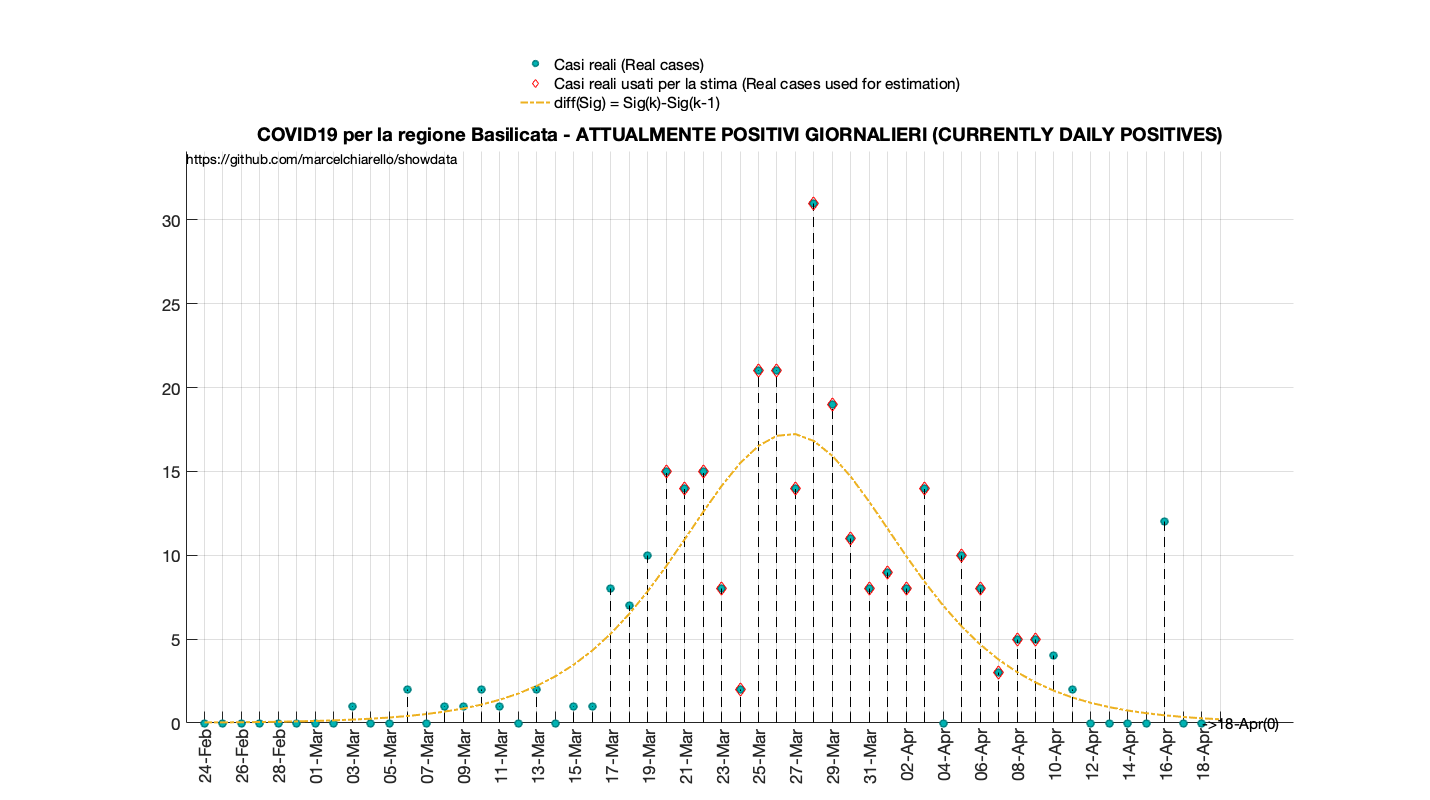 Casi reali (Real cases)
Casi reali usati per la stima (Real cases used for estimation)
diff(Sig) = Sig(k)-Sig(k-1)
COVID19 per la regione Basilicata - ATTUALMENTE POSITIVI GIORNALIERI (CURRENTLY DAILY POSITIVES)
https://github.com/marcelchiarello/showdata
30
25
20
15
10
5
0
->18-Apr(0)
24-Feb
26-Feb
28-Feb
01-Mar
03-Mar
05-Mar
07-Mar
09-Mar
11-Mar
13-Mar
15-Mar
17-Mar
19-Mar
21-Mar
23-Mar
25-Mar
27-Mar
29-Mar
31-Mar
02-Apr
04-Apr
06-Apr
08-Apr
10-Apr
12-Apr
14-Apr
16-Apr
18-Apr